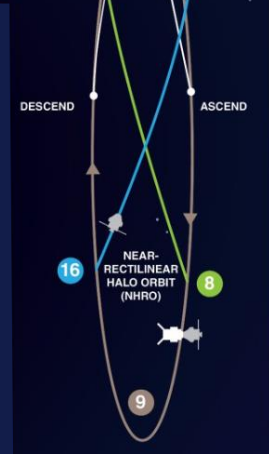 DESCEND
ASCEND
NEAR-
RECTILINEAR
HALO ORBIT
(NHRO)
16
8
9